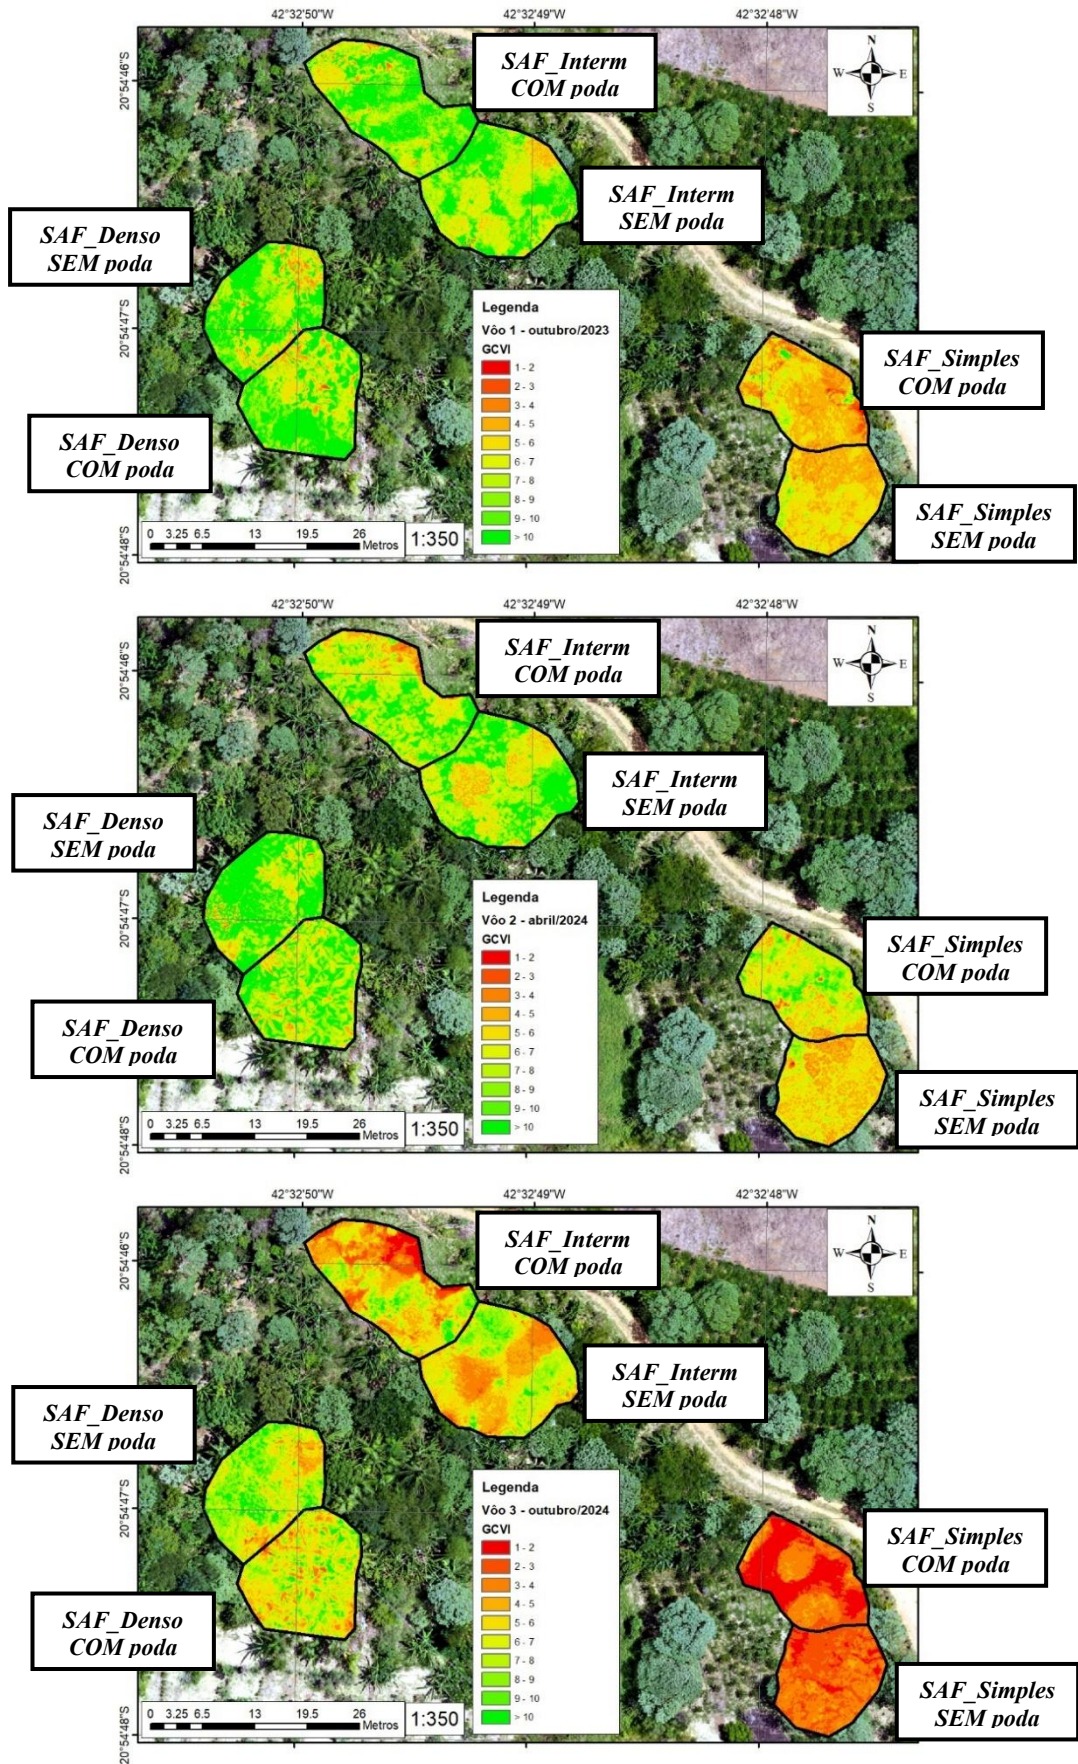 42°32'50"W 42°32'49"W 42°32'48"W
20°54'46"S
20°54'47"S
20°54'48"S
SAF_Interm
COM poda
SAF_Interm
SEM poda
SAF_Denso
SEM poda
SAF_Denso
COM poda
SAF_Simples
COM poda
SAF_Simples
SEM poda
N
W E
S
Legenda
Vôo 1 - outubro/2023
GCVI
1 - 2
2 - 3
3 - 4
4 - 5
5 - 6
6 - 7
7 - 8
8 - 9
9 - 10
> 10
0 3.25 6.5 13 19.5 26
Metros
1:350
42°32'50"W 42°32'49"W 42°32'48"W
20°54'46"S
20°54'47"S
20°54'48"S
SAF_Interm
COM poda
SAF_Interm
SEM poda
SAF_Denso
SEM poda
SAF_Denso
COM poda
SAF_Simples
COM poda
SAF_Simples
SEM poda
N
W E
S
Legenda
Vôo 2 - abril/2024
GCVI
1 - 2
2 - 3
3 - 4
4 - 5
5 - 6
6 - 7
7 - 8
8 - 9
9 - 10
> 10
0 3.25 6.5 13 19.5 26
Metros
1:350
42°32'50"W 42°32'49"W 42°32'48"W
20°54'46"S
20°54'47"S
20°54'48"S
SAF_Interm
COM poda
SAF_Interm
SEM poda
SAF_Denso
SEM poda
SAF_Denso
COM poda
SAF_Simples
COM poda
SAF_Simples
SEM poda
N
W E
S
Legenda
Vôo 3 - outubro/2024
GCVI
1 - 2
2 - 3
3 - 4
4 - 5
5 - 6
6 - 7
7 - 8
8 - 9
9 - 10
> 10
0 3.25 6.5 13 19.5 26
Metros
1:350